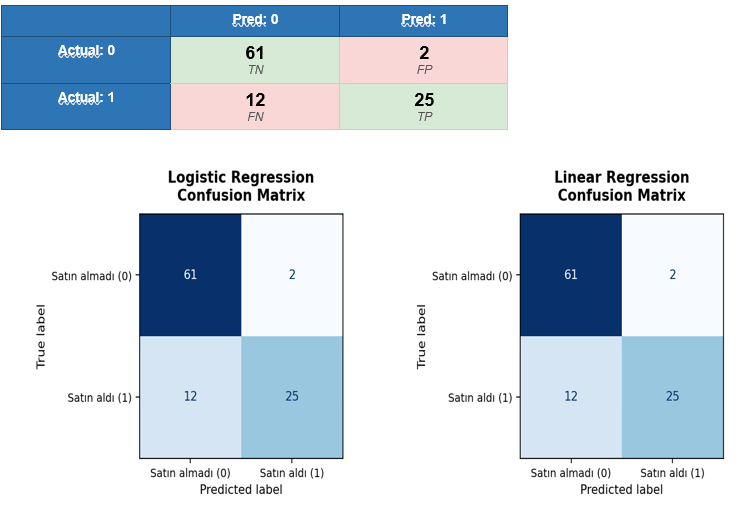 Pred: 0 Pred: 1
Actual: 0 61 2
TN FP
Actual: 1 12 25
FN TP
Logistic Regression
Confusion Matrix
True label
Satın almadı (0) 61 2
Satın aldı (1) 12 25
Satın almadı (0) Satın aldı (1)
Predicted label
Linear Regression
Confusion Matrix
True label
Satın almadı (0) 61 2
Satın aldı (1) 12 25
Satın almadı (0) Satın aldı (1)
Predicted label